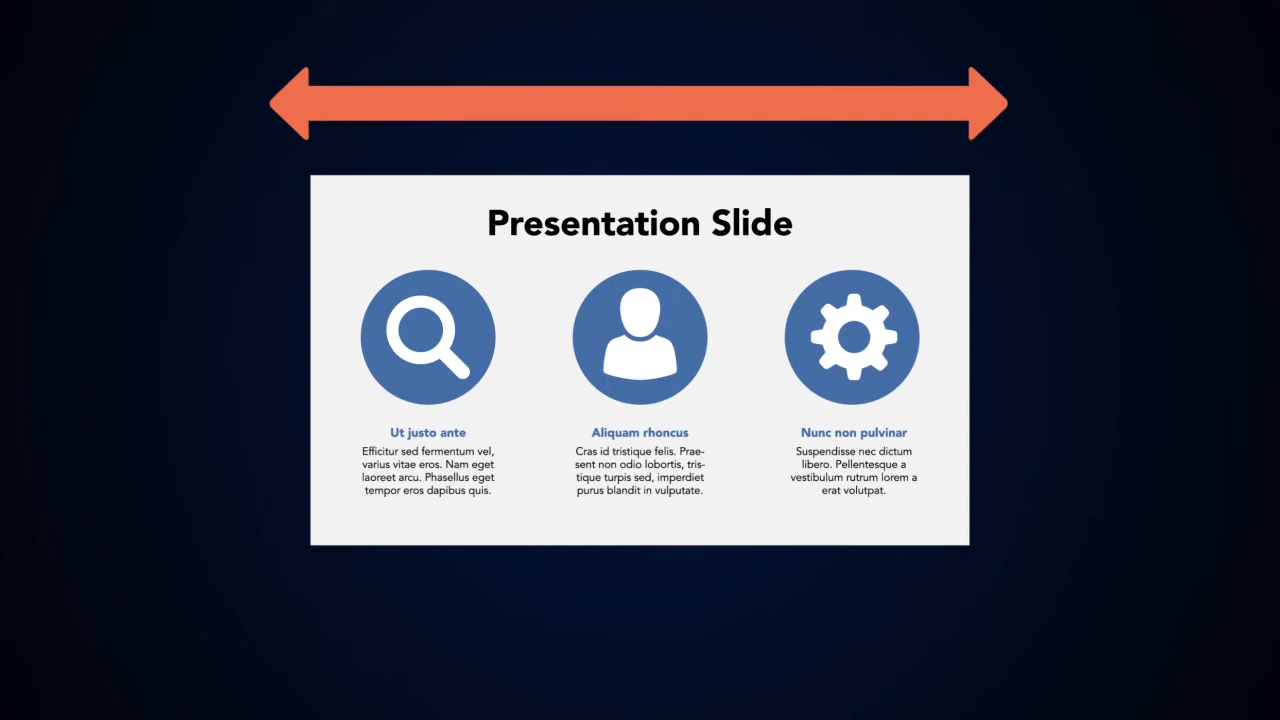 Presentation Slide
Ut justo ante
Efficitur sed fermentum vel,
varius vitae eros. Nam eget
laoreet arcu. Phasellus eget
tempor eros dapibus quis.
Aliquam rhoncus
Cras id tristique felis. Prae-
sent non odio lobortis, tris-
tique turpis sed, imperdiet
purus blandit in vulputate.
Nunc non pulvinar
Suspendisse nec dictum
libero. Pellentesque a
vestibulum rutrum lorem a
erat volutpat.